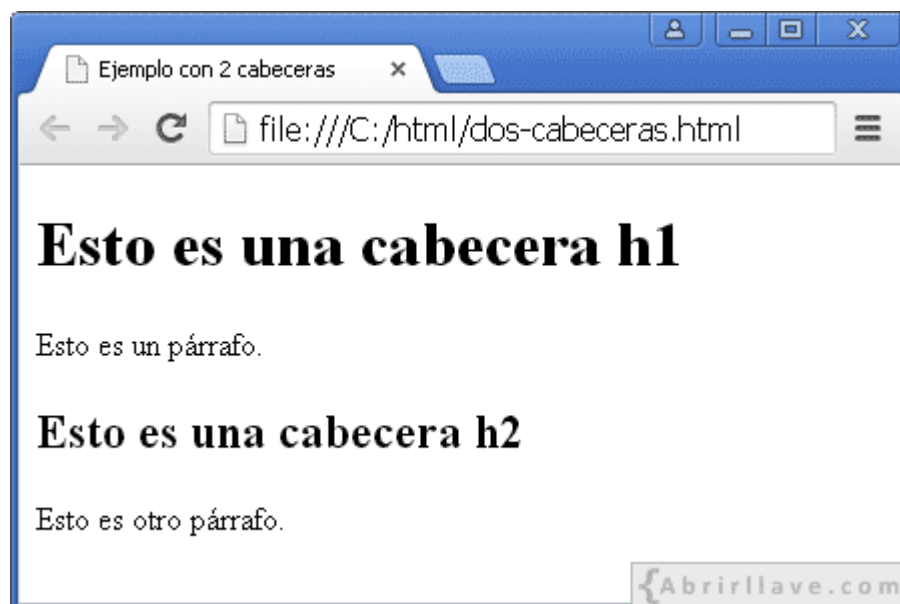 Ejemplo con 2 cabeceras
file:///C:/html/dos-cabeceras.html
Esto es una cabecera h1
Esto es un párrafo.
Esto es una cabecera h2
Esto es otro párrafo.
{Abrirllave.com